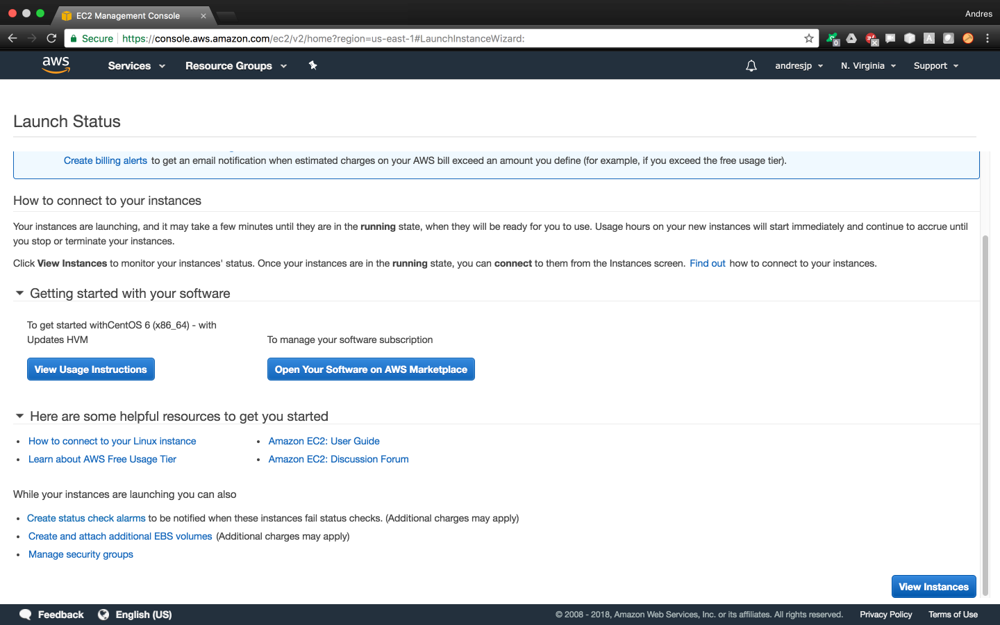 EC2 Management Console
Andres
Secure
https://console.aws.amazon.com/ec2/v2/home?region=us-east-1#LaunchInstanceWizard:
0
A
aws
Services
Resource Groups
andresjp
N. Virginia
Support
Launch Status
Create billing alerts to get an email notification when estimated charges on your AWS bill exceed an amount you define (for example, if you exceed the free usage tier).
How to connect to your instances
Your instances are launching, and it may take a few minutes until they are in the running state, when they will be ready for you to use. Usage hours on your new instances will start immediately and continue to accrue until
you stop or terminate your instances.
Click View Instances to monitor your instances' status. Once your instances are in the running state, you can connect to them from the Instances screen. Find out how to connect to your instances.
Getting started with your software
To get started withCentOS 6 (x86_64) - with
Updates HVM
To manage your software subscription
View Usage Instructions
Open Your Software on AWS Marketplace
Here are some helpful resources to get you started
How to connect to your Linux instance
Amazon EC2: User Guide
Learn about AWS Free Usage Tier
Amazon EC2: Discussion Forum
While your instances are launching you can also
Create status check alarms to be notified when these instances fail status checks. (Additional charges may apply)
Create and attach additional EBS volumes (Additional charges may apply)
Manage security groups
View Instances
Feedback
English (US)
© 2008 - 2018, Amazon Web Services, Inc. or its affiliates. All rights reserved.
Privacy Policy
Terms of Use